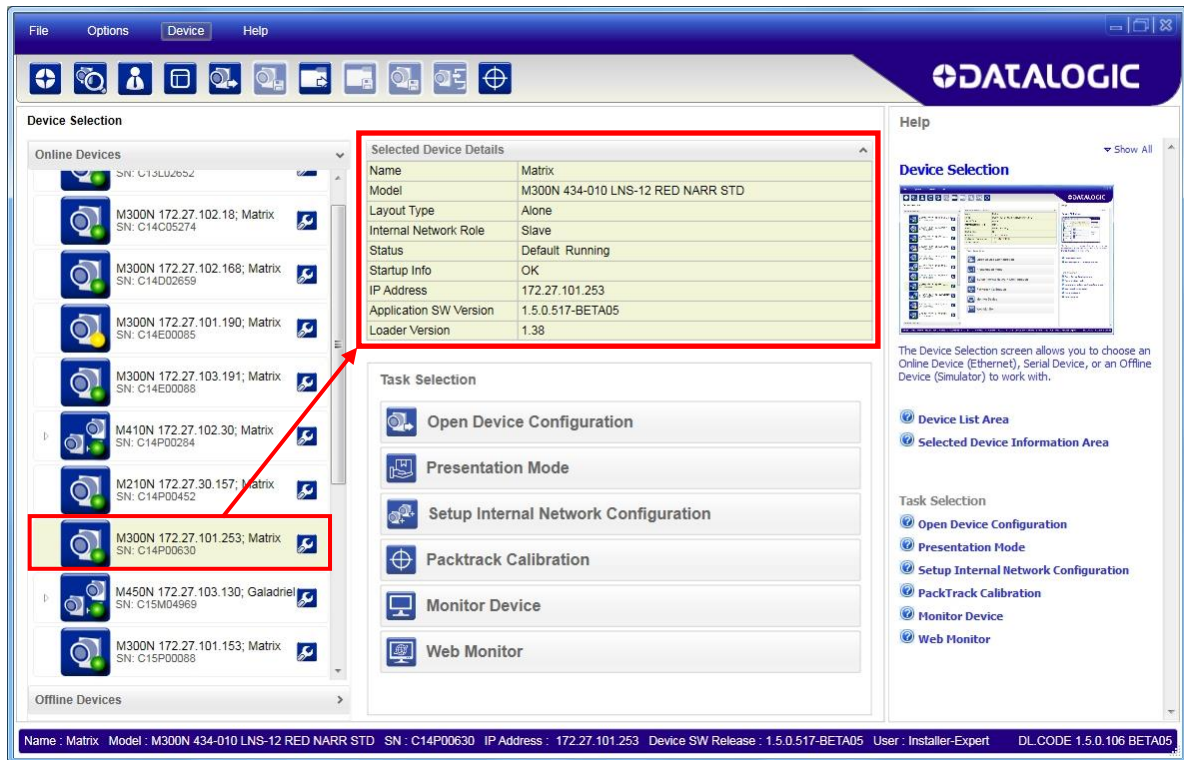 File Options Device Help
DATALOGIC
Device Selection
Online Devices
SN: C13L02652
M300N 172.27.102.18; Matrix
SN: C14C05274
M300N 172.27.102.168; Matrix
SN: C14D02659
M300N 172.27.101.190; Matrix
SN: C14E00085
M300N 172.27.103.191; Matrix
SN: C14E00088
M410N 172.27.102.30; Matrix
SN: C14P00284
M210N 172.27.30.157; Matrix
SN: C14P00452
M300N 172.27.101.253; Matrix
SN: C14P00630
M450N 172.27.103.130; Galadriel
SN: C15M04969
M300N 172.27.101.153; Matrix
SN: C15P00088
Offline Devices
Selected Device Details
Name Matrix
Model M300N 434-010 LNS-12 RED NARR STD
Layout Type Alone
Internal Network Role Slave
Status Default Running
Startup Info OK
IP Address 172.27.101.253
Application SW Version 1.5.0.517-BETA05
Loader Version 1.38
Task Selection
Open Device Configuration
Presentation Mode
Setup Internal Network Configuration
Packtrack Calibration
Monitor Device
Web Monitor
Help
Show All
Device Selection
The Device Selection screen allows you to choose an
Online Device (Ethernet), Serial Device, or an Offline
Device (Simulator) to work with.
Device List Area
Selected Device Information Area
Task Selection
Open Device Configuration
Presentation Mode
Setup Internal Network Configuration
PackTrack Calibration
Monitor Device
Web Monitor
Name : Matrix Model : M300N 434-010 LNS-12 RED NARR STD SN : C14P00630 IP Address : 172.27.101.253 Device SW Release : 1.5.0.517-BETA05 User : Installer-Expert DL.CODE 1.5.0.106 BETA05